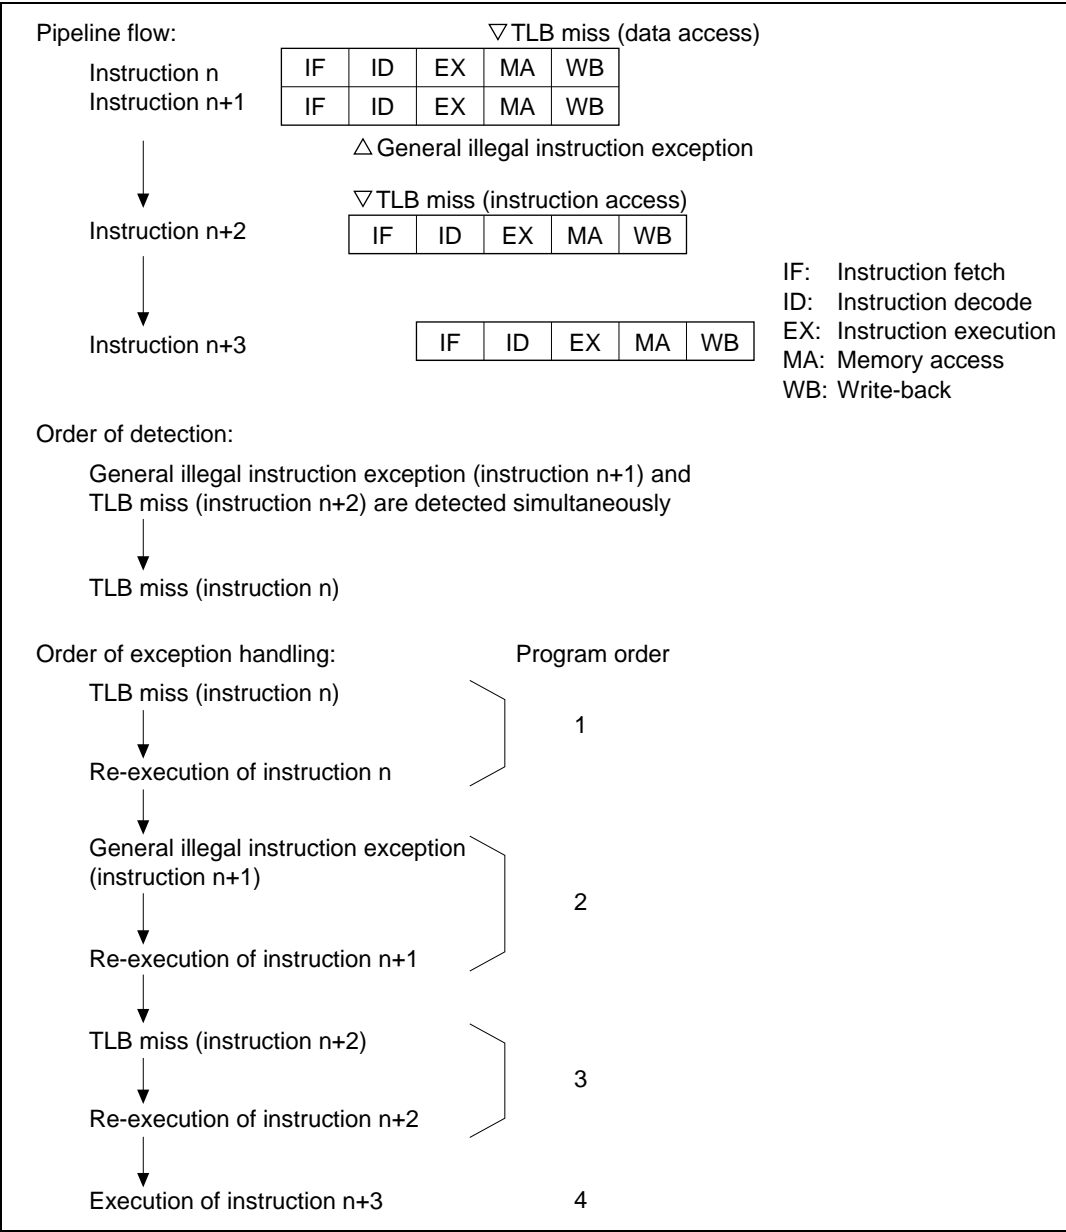 Pipeline flow:
▽TLB miss (data access)
Instruction n
IF ID EX MA WB
Instruction n+1
IF ID EX MA WB
△General illegal instruction exception
▽TLB miss (instruction access)
Instruction n+2
IF ID EX MA WB
IF: Instruction fetch
ID: Instruction decode
Instruction n+3
IF ID EX MA WB
EX: Instruction execution
MA: Memory access
WB: Write-back
Order of detection:
General illegal instruction exception (instruction n+1) and
TLB miss (instruction n+2) are detected simultaneously
TLB miss (instruction n)
Order of exception handling:
Program order
TLB miss (instruction n)
1
Re-execution of instruction n
General illegal instruction exception
(instruction n+1)
2
Re-execution of instruction n+1
TLB miss (instruction n+2)
3
Re-execution of instruction n+2
Execution of instruction n+3
4